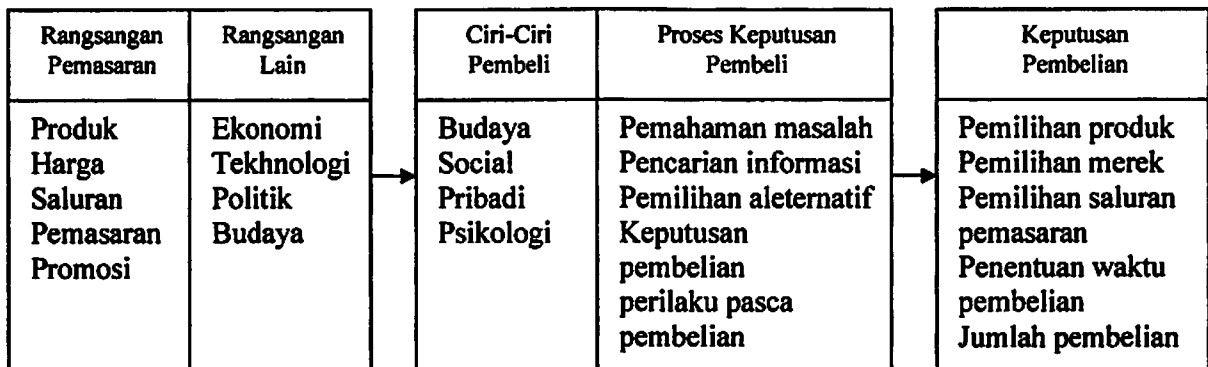 Rangsangan
Pemasaran
Rangsangan
Lain
Ciri-Ciri
Pembeli
Proses Keputusan
Pembeli
Keputusan
Pembelian
Produk
Harga
Saluran
Pemasaran
Promosi
Ekonomi
Tekhnologi
Politik
Budaya
Budaya
Social
Pribadi
Psikologi
Pemahaman masalah
Pencarian informasi
Pemilihan aleternatif
Keputusan
pembelian
perilaku pasca
pembelian
Pemilihan produk
Pemilihan merek
Pemilihan saluran
pemasaran
Penentuan waktu
pembelian
Jumlah pembelian